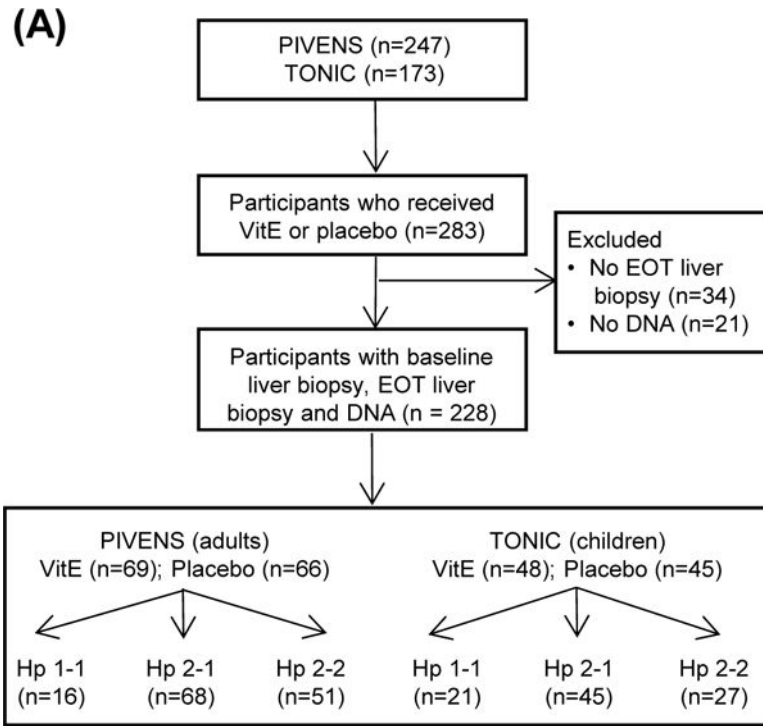 (A)
PIVENS (n=247)
TONIC (n=173)
Participants who received
VitE or placebo (n=283)
Excluded
• No EOT liver
biopsy (n=34)
• No DNA (n=21)
Participants with baseline
liver biopsy, EOT liver
biopsy and DNA (n = 228)
PIVENS (adults)
VitE (n=69); Placebo (n=66)
TONIC (children)
VitE (n=48); Placebo (n=45)
Hp 1-1
(n=16)
Hp 2-1
(n=68)
Hp 2-2
(n=51)
Hp 1-1
(n=21)
Hp 2-1
(n=45)
Hp 2-2
(n=27)